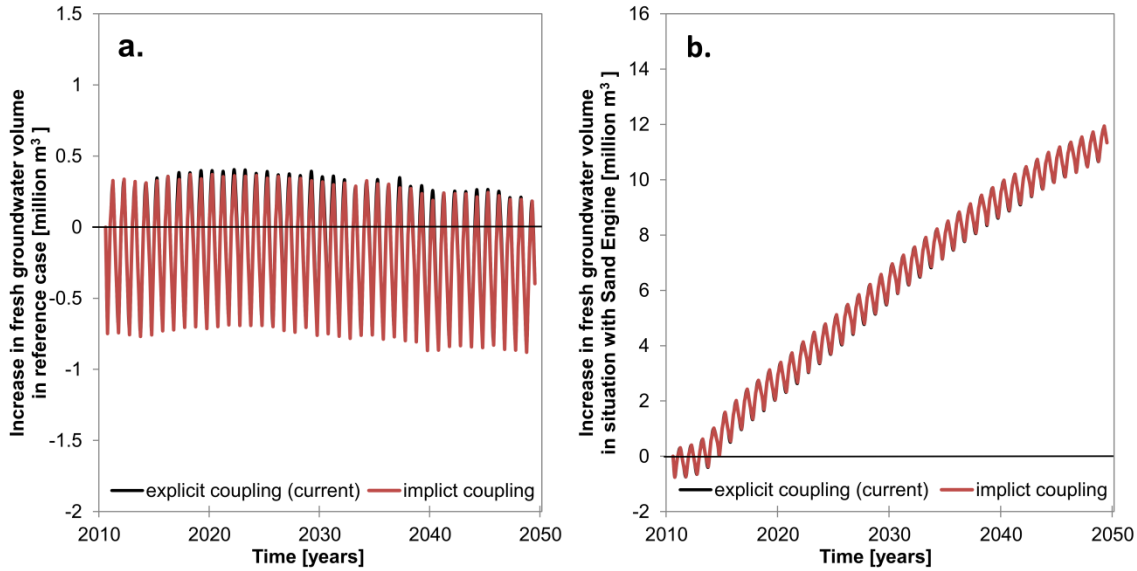 a.
Increase in fresh groundwater volume
in reference case [million m³ ]
1.5
1
0.5
0
-0.5
-1
-1.5
-2
explicit coupling (current) implict coupling
2010 2020 2030 2040 2050
Time [years]
b.
Increase in fresh groundwater volume
in situation with Sand Engine [million m³ ]
16
14
12
10
8
6
4
2
0
-2
explicit coupling (current) implict coupling
2010 2020 2030 2040 2050
Time [years]